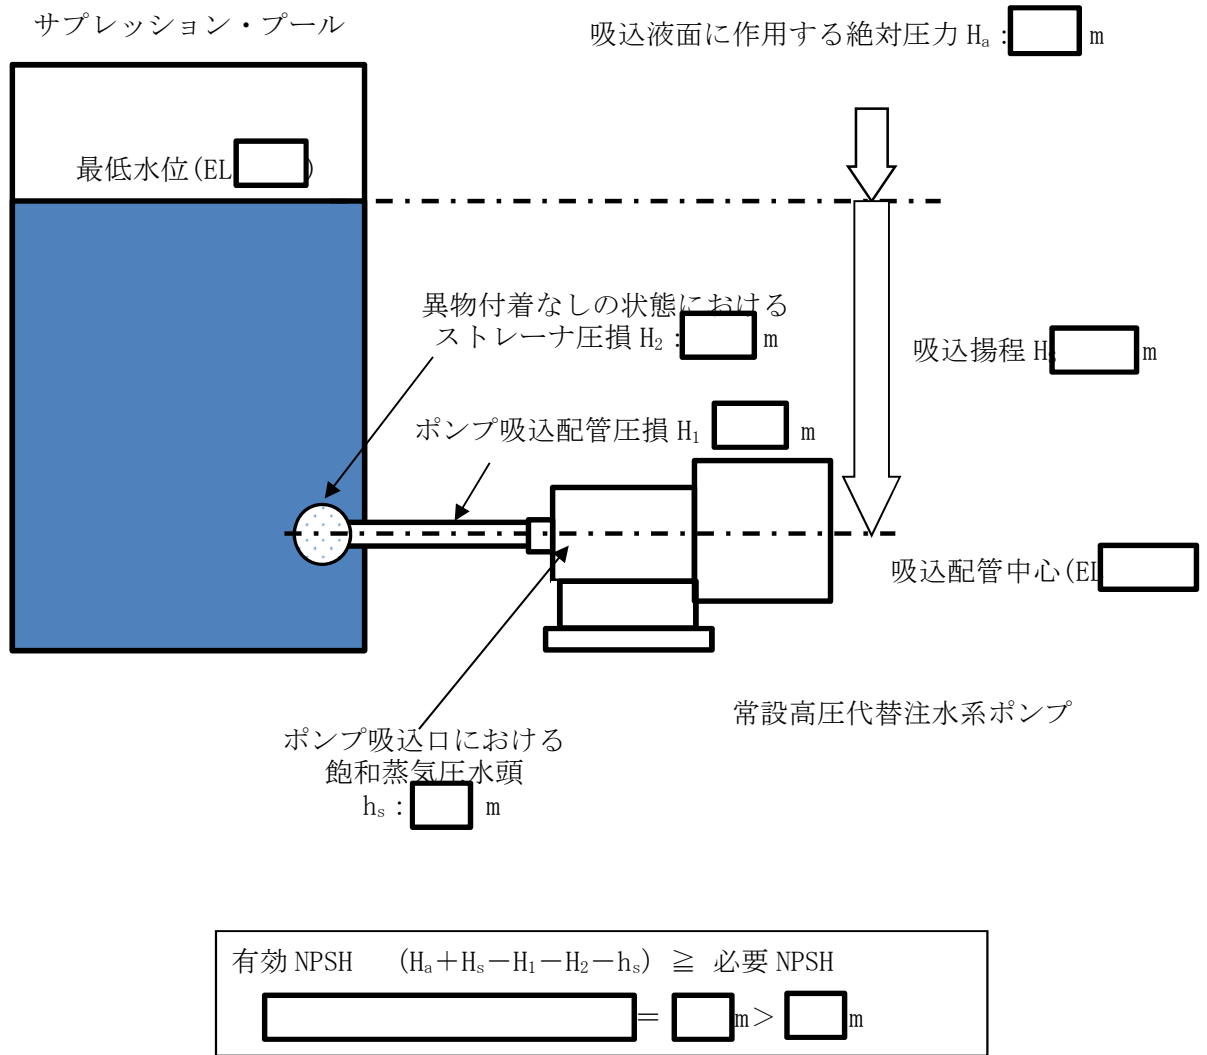 サプレッション・プール
吸込液面に作用する絶対圧力 Hₐ： m
最低水位(EL )
異物付着なしの状態における
ストレーナ圧損 H₂： m
吸込揚程 H m
ポンプ吸込配管圧損 H₁ m
吸込配管中心(EL
常設高圧代替注水系ポンプ
ポンプ吸込口における
飽和蒸気圧水頭
hₛ： m
有効 NPSH (Hₐ＋Hₛ－H₁－H₂－hₛ) ≧ 必要 NPSH
＝ m＞ m